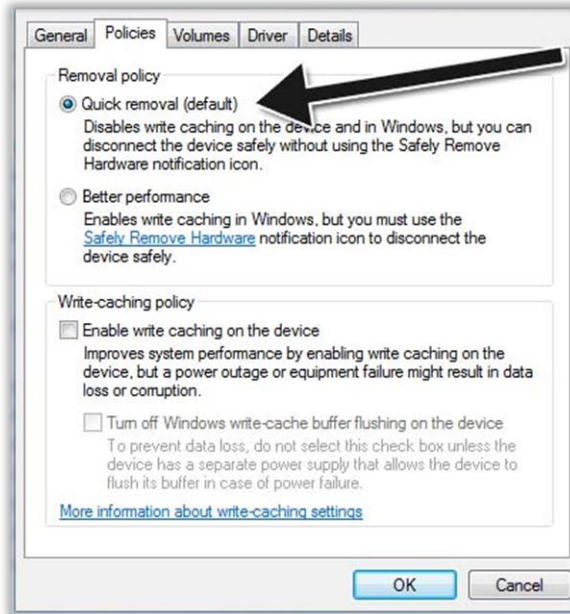 General Policies Volumes Driver Details
Removal policy
Quick removal (default)
Disables write caching on the device and in Windows, but you can
disconnect the device safely without using the Safely Remove
Hardware notification icon.
Better performance
Enables write caching in Windows, but you must use the
Safely Remove Hardware notification icon to disconnect the
device safely.
Write-caching policy
Enable write caching on the device
Improves system performance by enabling write caching on the
device, but a power outage or equipment failure might result in data
loss or corruption.
Turn off Windows write-cache buffer flushing on the device
To prevent data loss, do not select this check box unless the
device has a separate power supply that allows the device to
flush its buffer in case of power failure.
More information about write-caching settings
OK Cancel